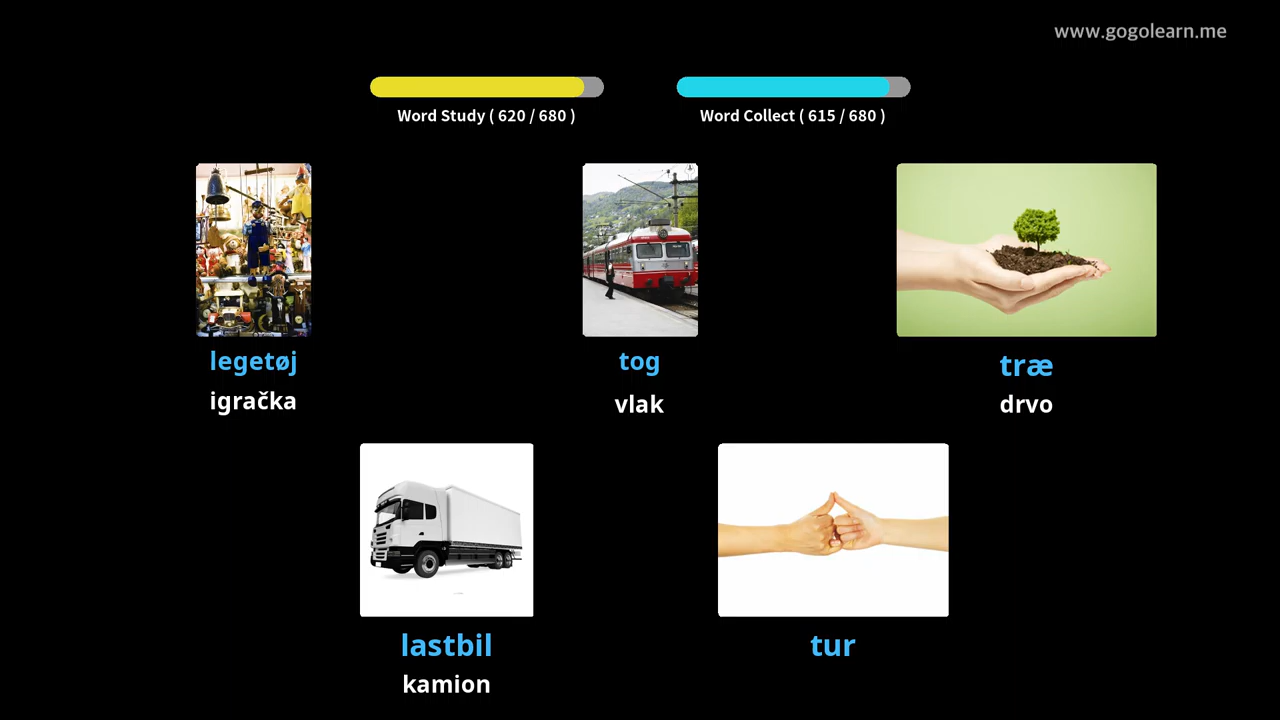 www.gogolearn.me
Word Study ( 620 / 680 )
Word Collect ( 615 / 680 )
legetøj
igračka
tog
vlak
træ
drvo
lastbil
kamion
tur